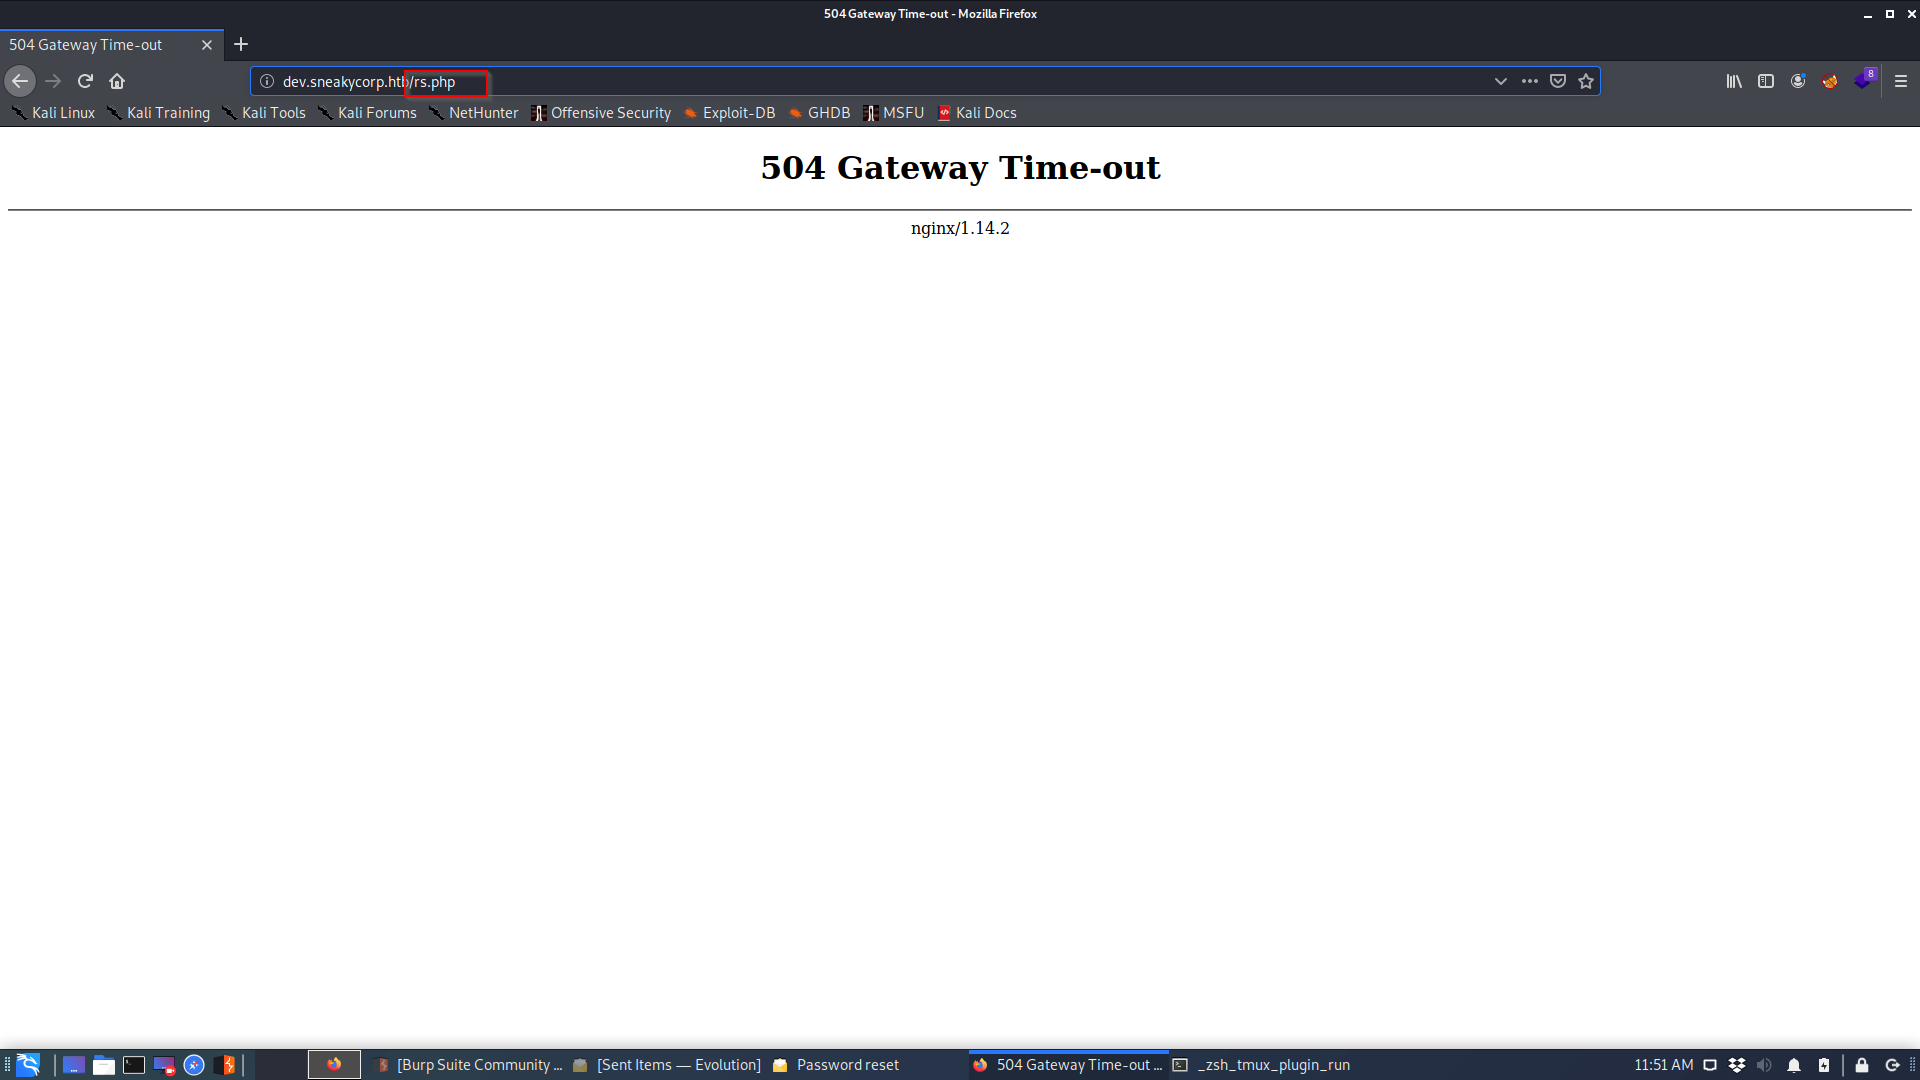 504 Gateway Time-out - Mozilla Firefox
504 Gateway Time-out
dev.sneakycorp.htb/rs.php
8
Kali Linux Kali Training Kali Tools Kali Forums NetHunter Offensive Security Exploit-DB GHDB MSFU Kali Docs
504 Gateway Time-out
nginx/1.14.2
[Burp Suite Community ... [Sent Items — Evolution] Password reset 504 Gateway Time-out ... _zsh_tmux_plugin_run 11:51 AM